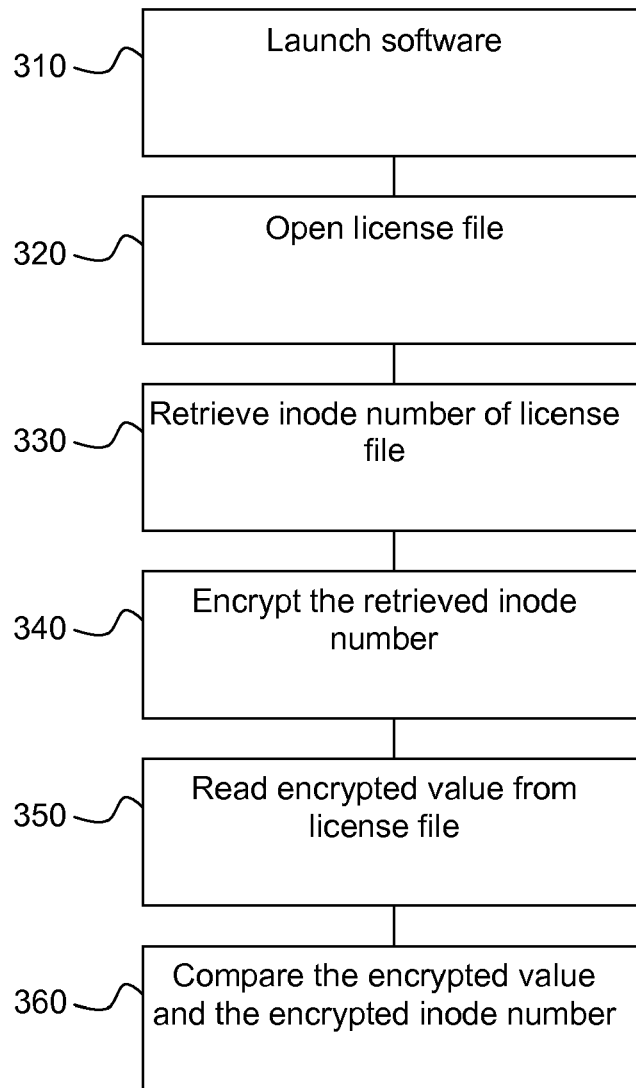 310
Launch software
320
Open license file
330
Retrieve inode number of license
file
340
Encrypt the retrieved inode
number
350
Read encrypted value from
license file
360
Compare the encrypted value
and the encrypted inode number